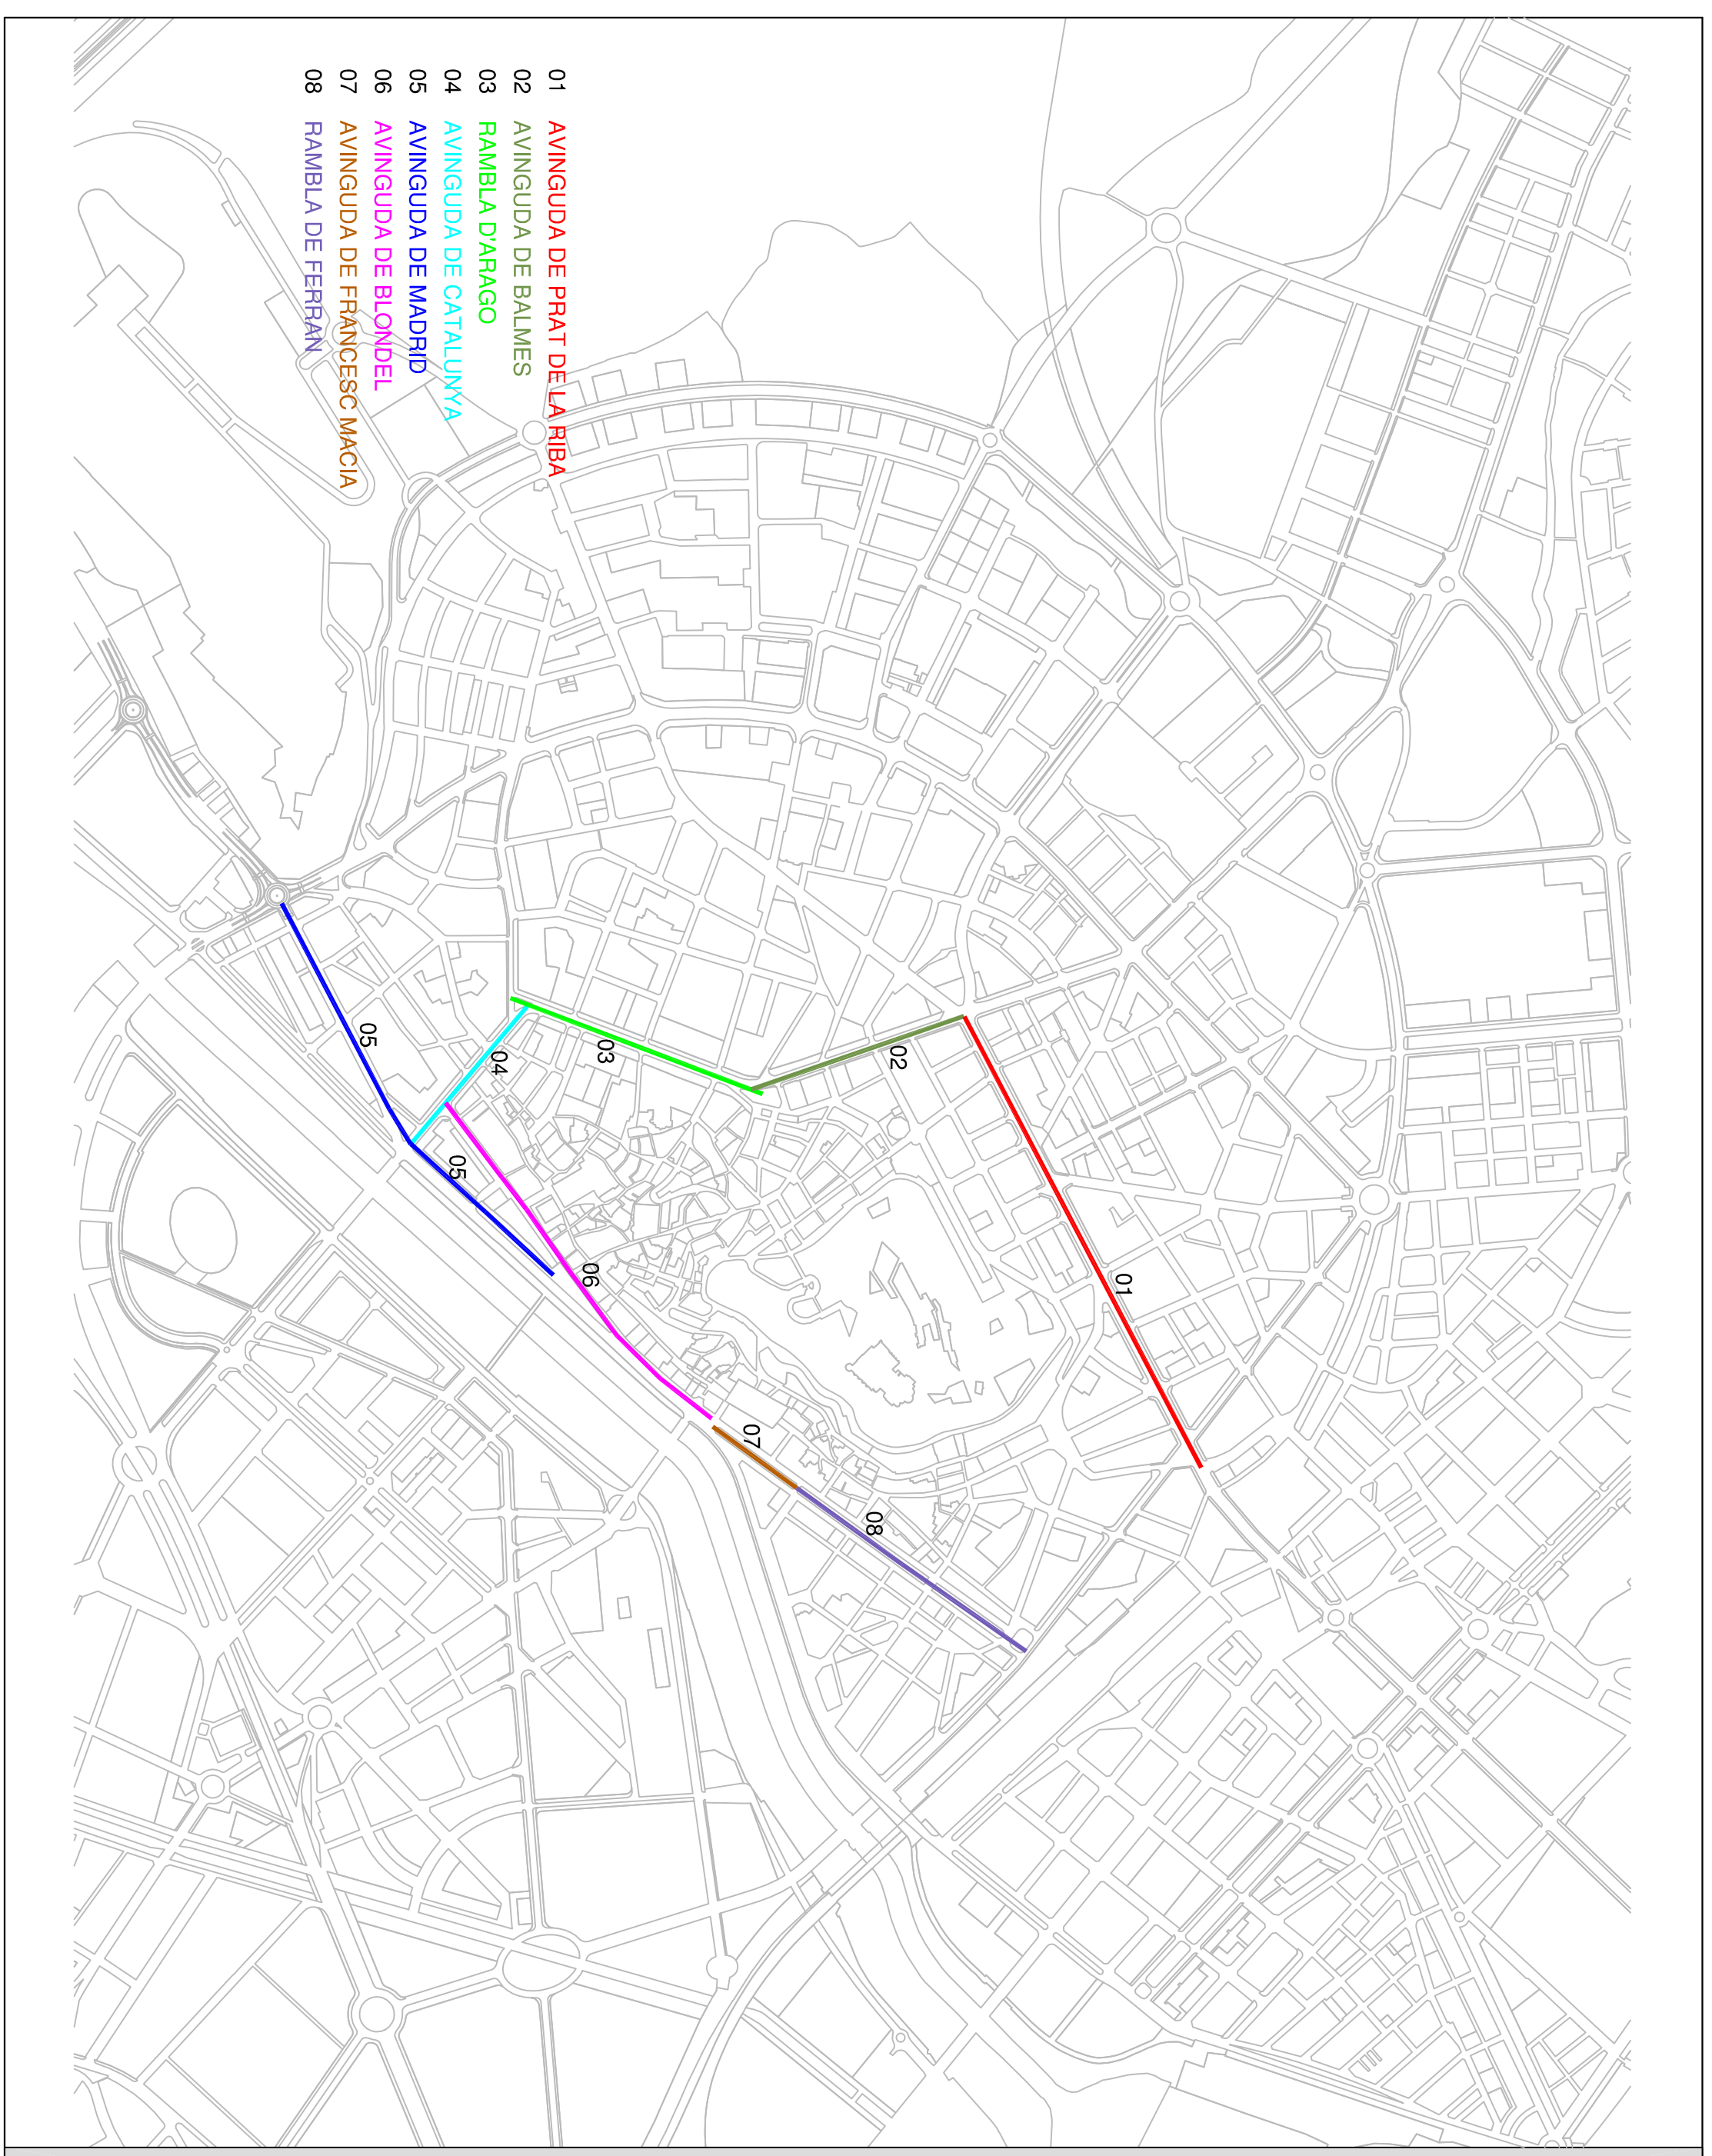 01 AVINGUDA DE PRAT DE LA RIBA
02 AVINGUDA DE BALMES
03 RAMBLA D'ARAGO
04 AVINGUDA DE CATALUNYA
05 AVINGUDA DE MADRID
06 AVINGUDA DE BLONDEL
07 AVINGUDA DE FRANCESC MACIA
08 RAMBLA DE FERRAN
01
02
03
04
05
05
06
07
08